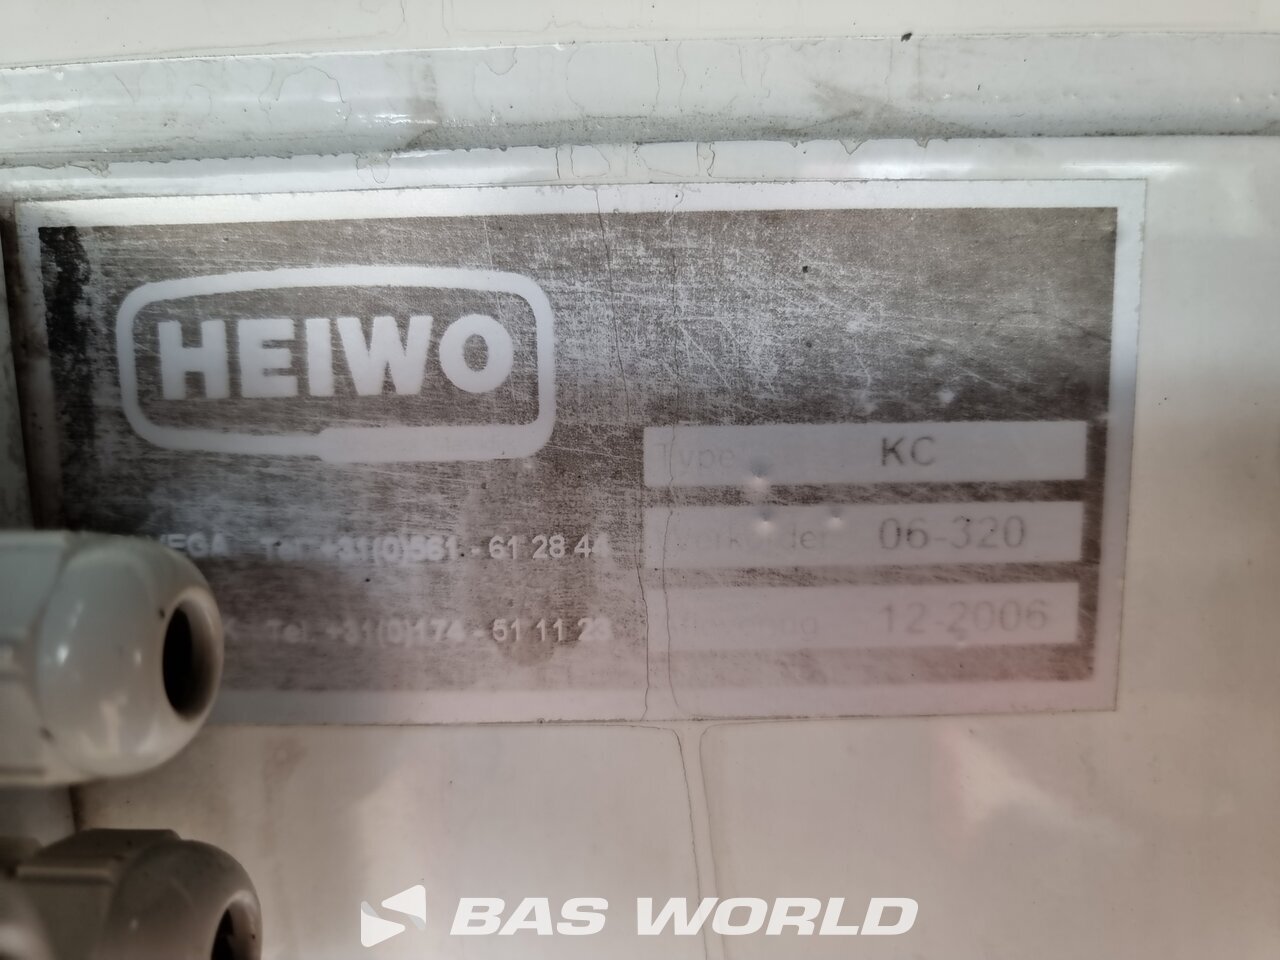 HEIWO
Type KC
06-320
Tel +31(0)561 - 61 28 44
12-2006
Tel +31(0)174 - 51 11 23
BAS WORLD